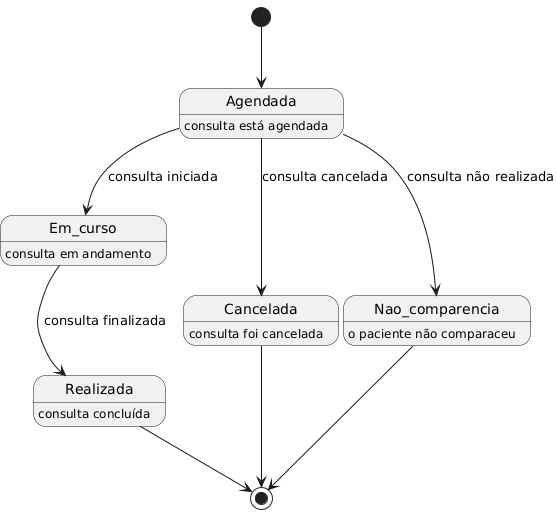 Agendada
consulta está agendada
consulta iniciada
consulta cancelada
consulta não realizada
Em_curso
consulta em andamento
Cancelada
consulta foi cancelada
Nao_comparencia
o paciente não comparaceu
consulta finalizada
Realizada
consulta concluída